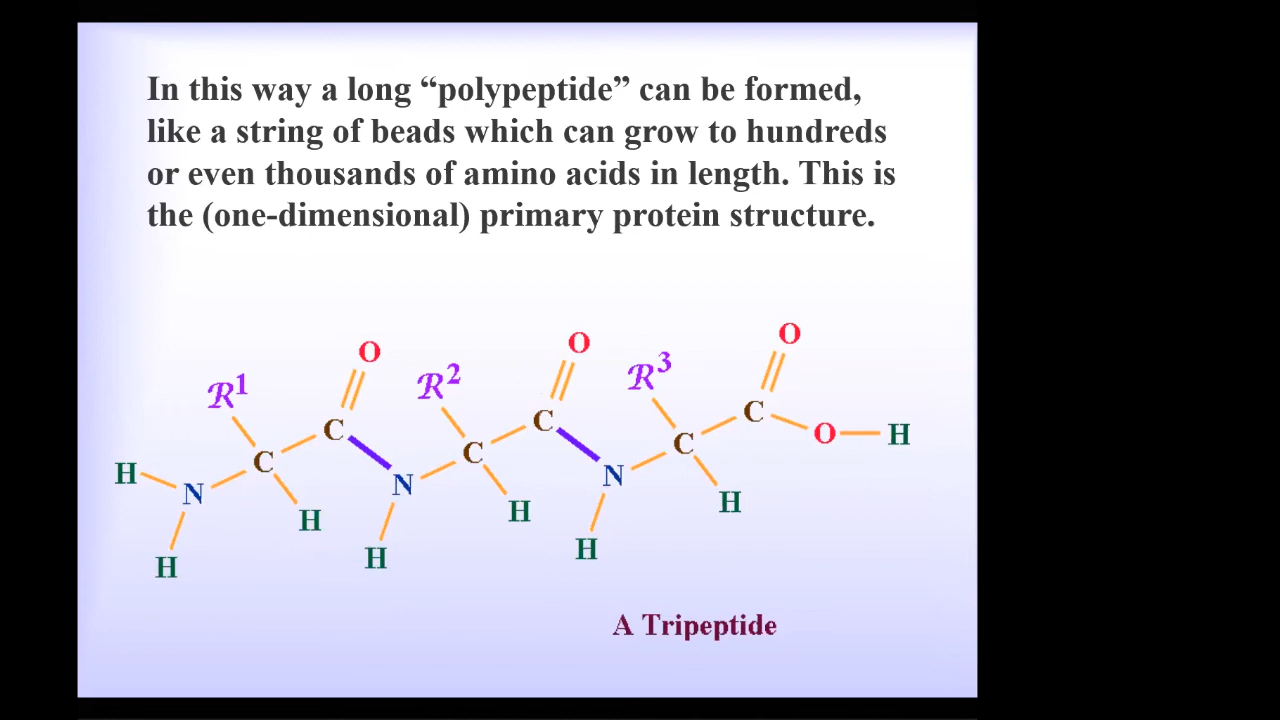 In this way a long “polypeptide” can be formed,
like a string of beads which can grow to hundreds
or even thousands of amino acids in length. This is
the (one-dimensional) primary protein structure.
O
O
O
R¹
R²
R³
C
C
C
O
H
C
C
C
H
N
N
N
H
H
H
H
H
H
A Tripeptide